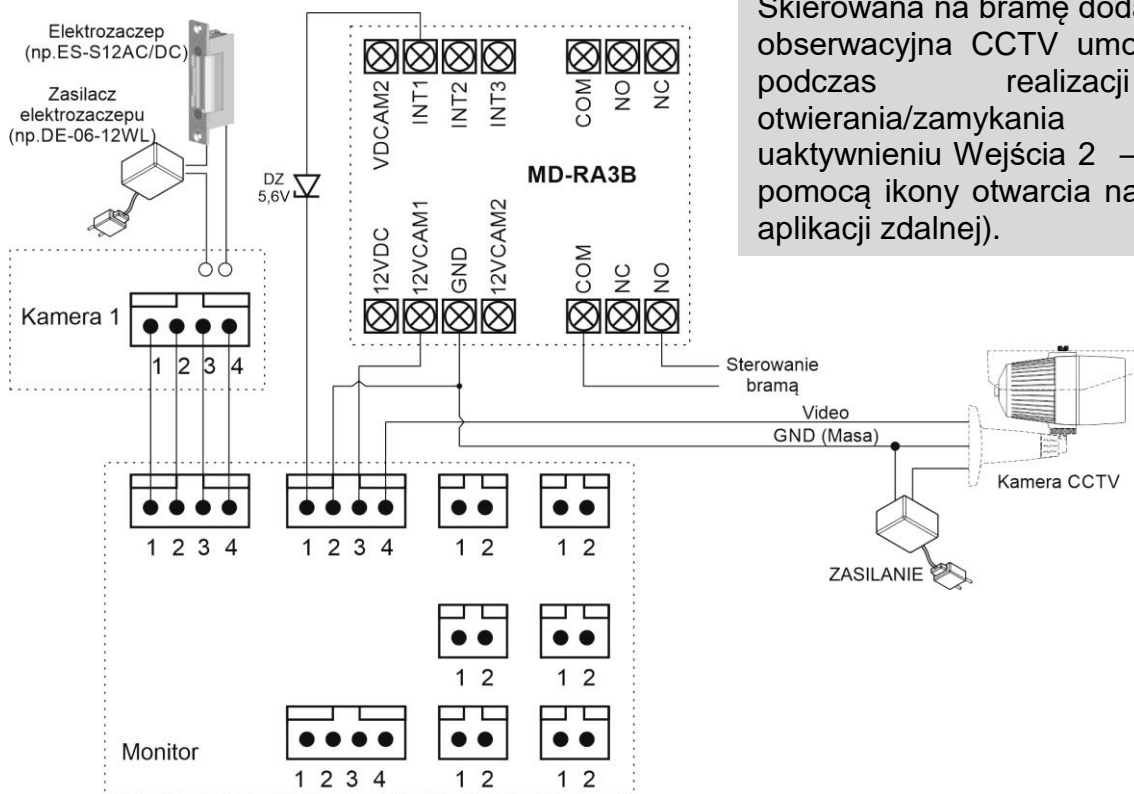 Skierowana na bramę
obserwacyjna CCTV
podczas realizacji
otwierania/zamykania
uaktywnieniu Wejścia 2 –
pomocą ikony otwarcia
aplikacji zdalnej).
Elektrozaczep
(np.ES-S12AC/DC)
Zasilacz
elektrozaczepu
(np.DE-06-12WL)
DZ
5,6V
VDCAM2 INT1 INT2 INT3 COM NO NC
MD-RA3B
12VDC 12VCAM1 GND 12VCAM2 COM NC NO
Kamera 1
1 2 3 4
Sterowanie
bramą
Video
GND (Masa)
Kamera CCTV
ZASILANIE
1 2 3 4 1 2 3 4 1 2 1 2
1 2 1 2
Monitor
1 2 3 4 1 2 1 2